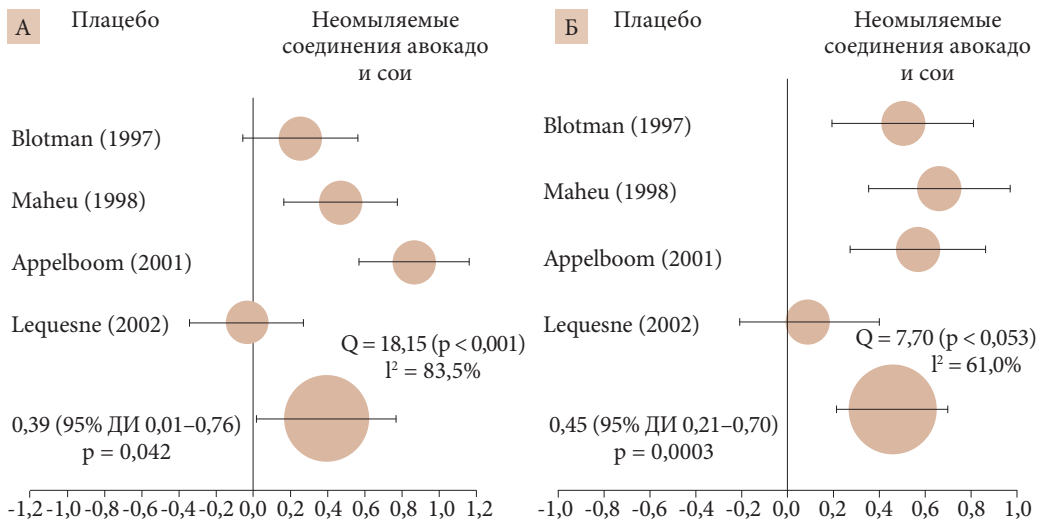 А
Плацебо
Неомыляемые
соединения авокадо
и сои
Blotman (1997)
Maheu (1998)
Appelboom (2001)
Lequesne (2002)
Q = 18,15 (p < 0,001)
I² = 83,5%
0,39 (95% ДИ 0,01–0,76)
p = 0,042
-1,2 -1,0 -0,8 -0,6 -0,4 -0,2 0,0 0,2 0,4 0,6 0,8 1,0 1,2
Б
Плацебо
Неомыляемые
соединения авокадо
и сои
Blotman (1997)
Maheu (1998)
Appelboom (2001)
Lequesne (2002)
Q = 7,70 (p < 0,053)
I² = 61,0%
0,45 (95% ДИ 0,21–0,70)
p = 0,0003
-1,0 -0,8 -0,6 -0,4 -0,2 0,0 0,2 0,4 0,6 0,8 1,0